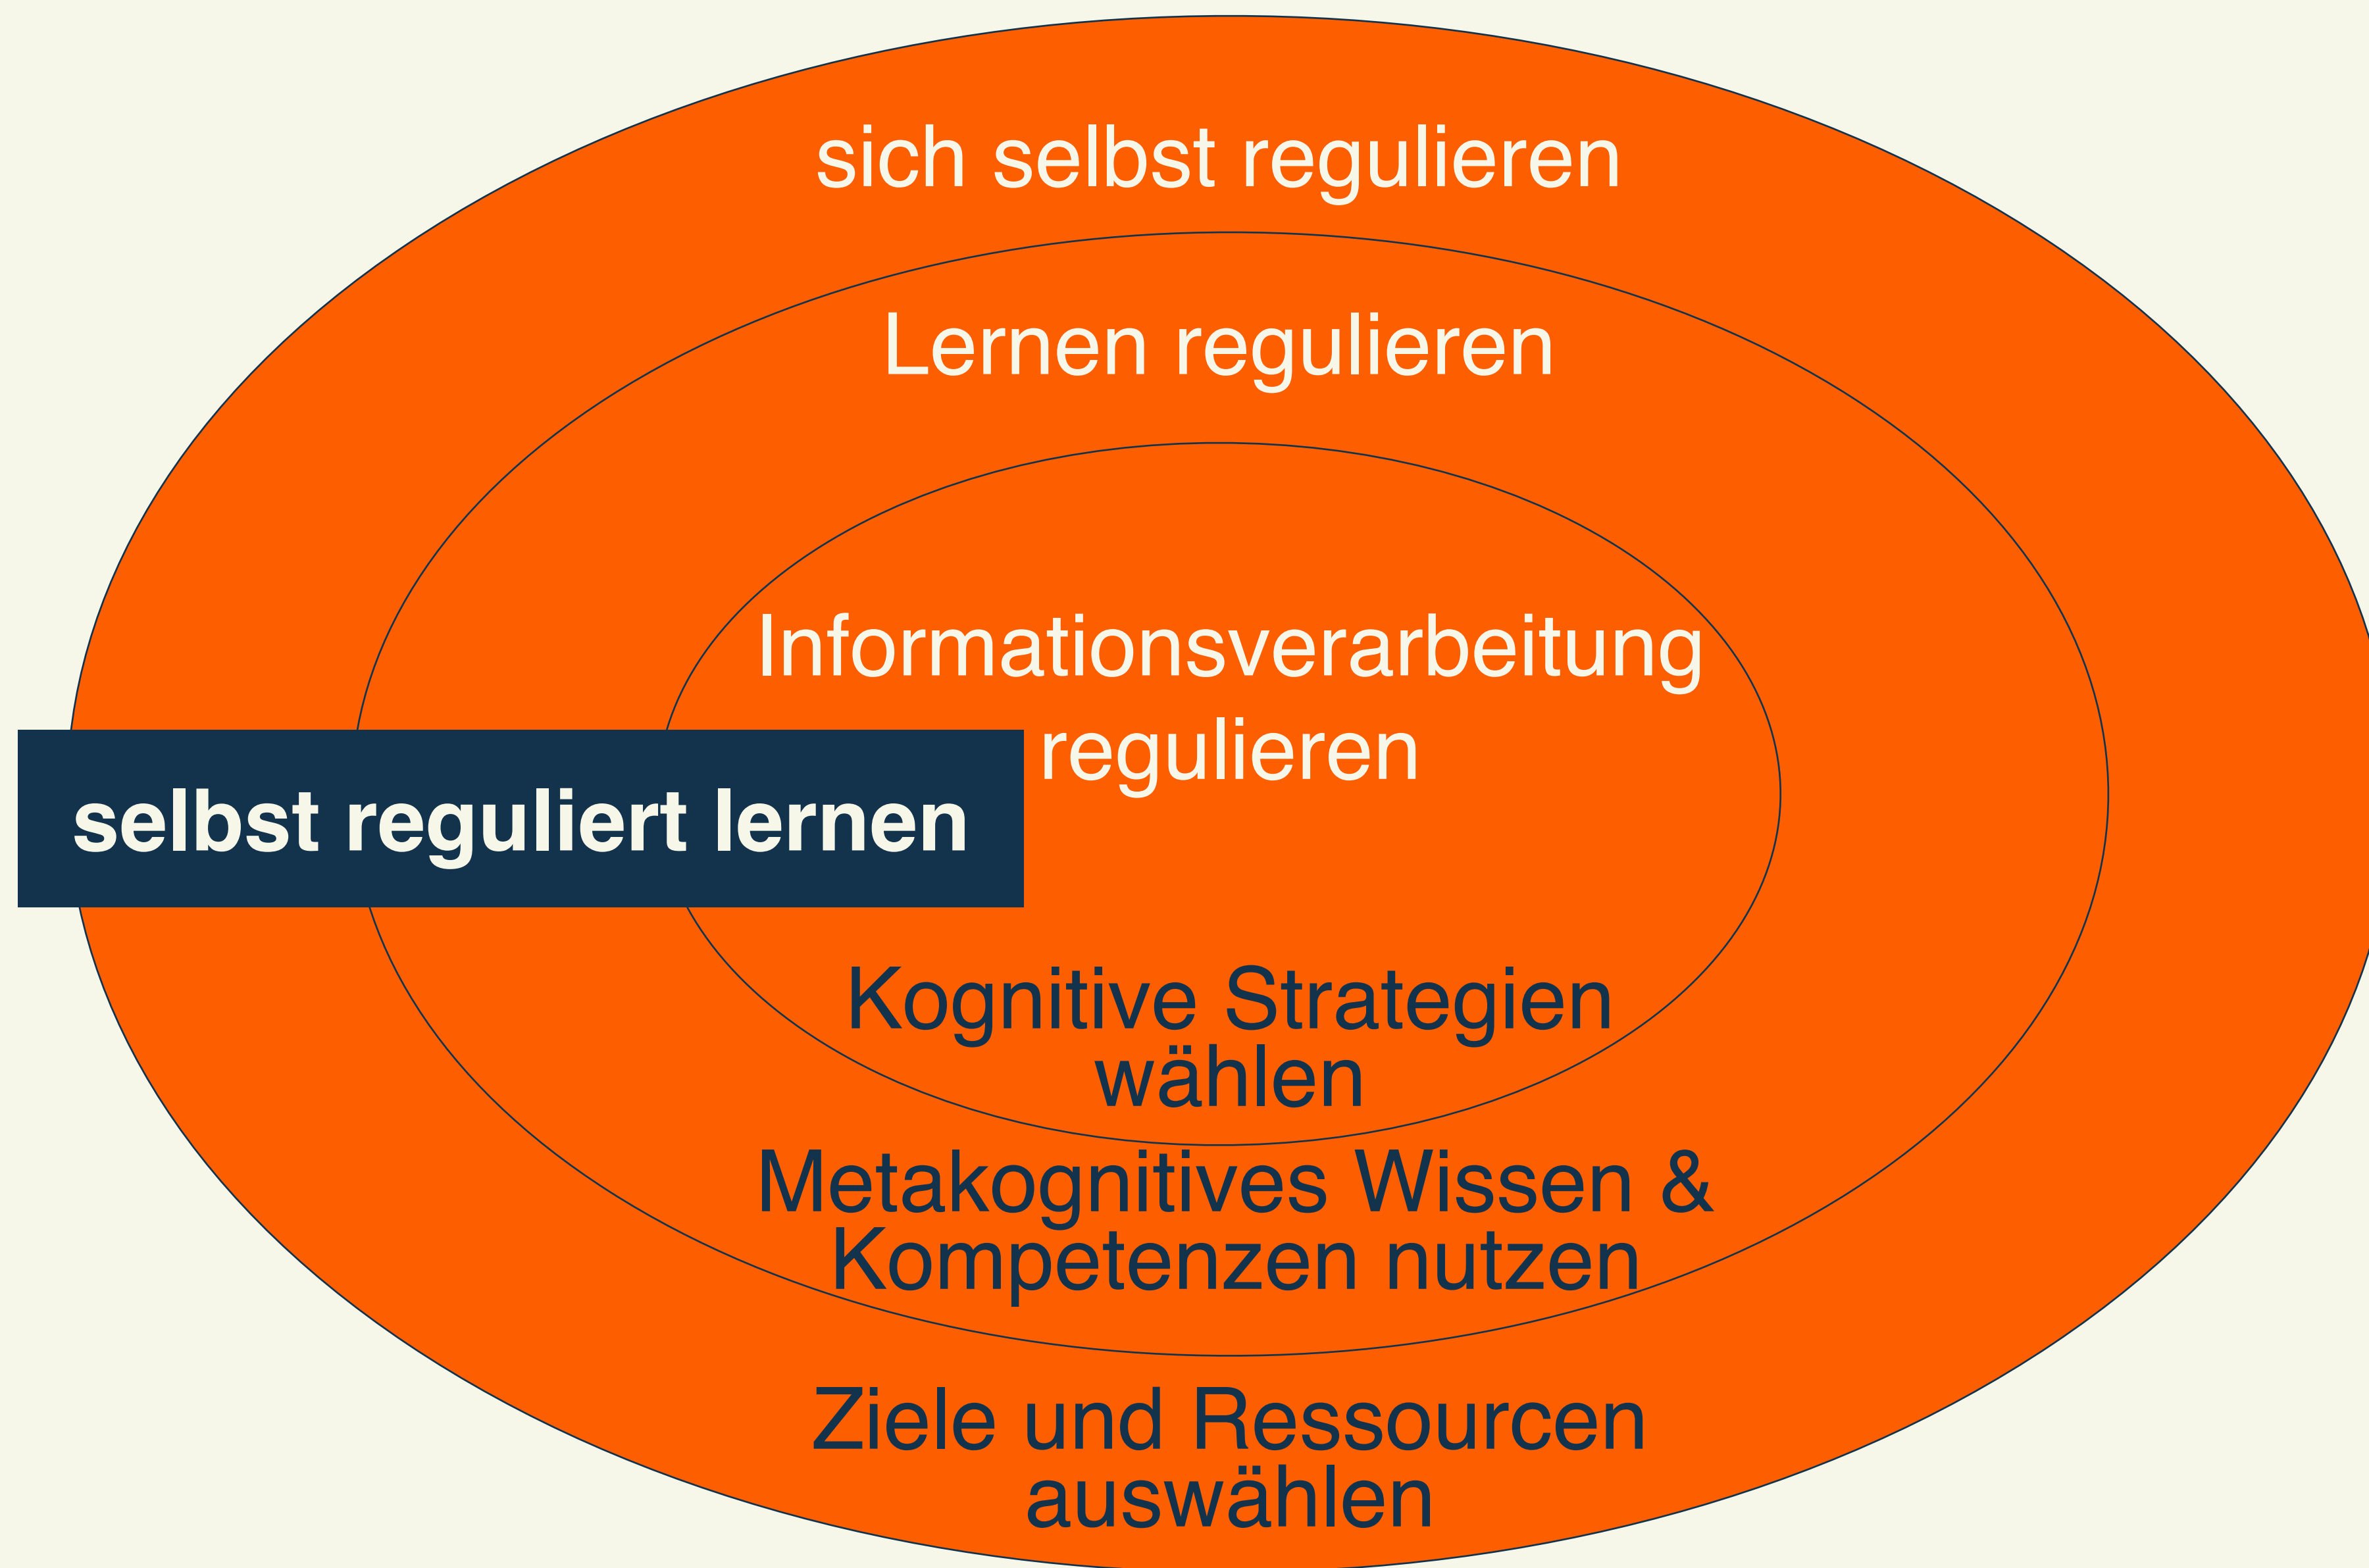 sich selbst regulieren
Lernen regulieren
Informationsverarbeitung
regulieren
selbst reguliert lernen
Kognitive Strategien
wählen
Metakognitives Wissen &
Kompetenzen nutzen
Ziele und Ressourcen
auswählen